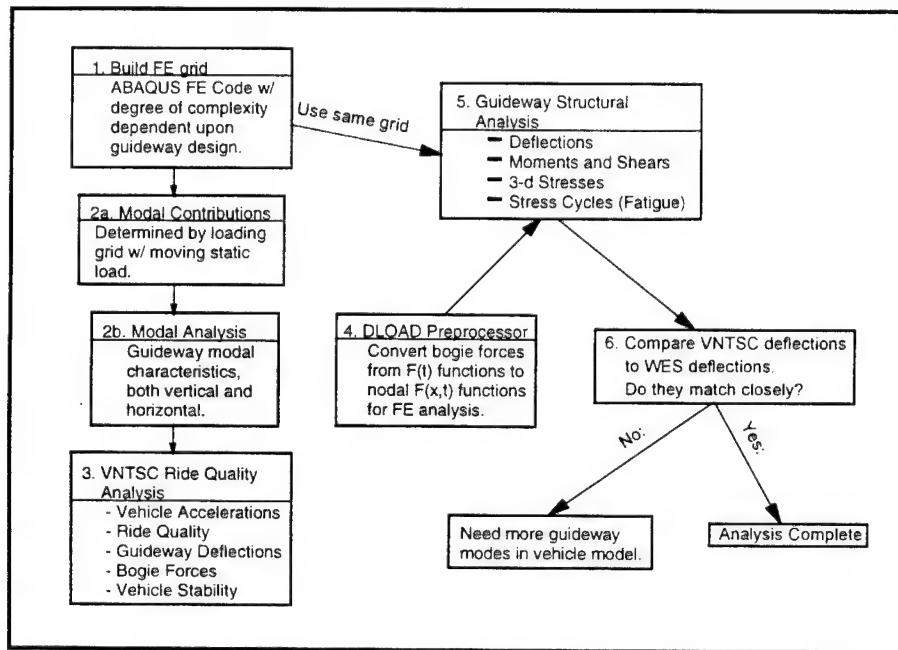 1. Build FE grid
ABAQUS FE Code w/
degree of complexity
dependent upon
guideway design.
Use same grid
2a. Modal Contributions
Determined by loading
grid w/ moving static
load.
2b. Modal Analysis
Guideway modal
characteristics,
both vertical and
horizontal.
3. VNTSC Ride Quality
Analysis
- Vehicle Accelerations
- Ride Quality
- Guideway Deflections
- Bogie Forces
- Vehicle Stability
4. DLOAD Preprocessor
Convert bogie forces
from F(t) functions to
nodal F(x,t) functions
for FE analysis.
5. Guideway Structural
Analysis
- Deflections
- Moments and Shears
- 3-d Stresses
- Stress Cycles (Fatigue)
6. Compare VNTSC deflections
to WES deflections.
Do they match closely?
No:
Yes:
Need more guideway
modes in vehicle model.
Analysis Complete